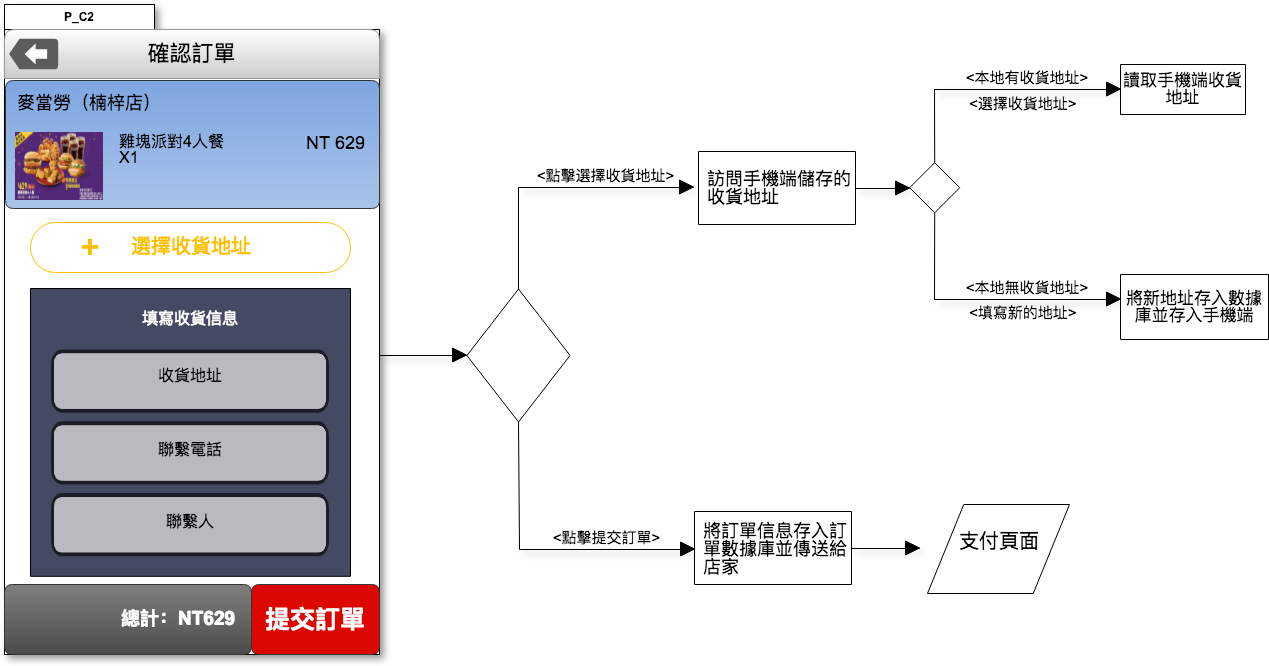 P_C2
確認訂單
麥當勞（楠梓店）
雞塊派對4人餐
X1
NT 629
+ 選擇收貨地址
填寫收貨信息
收貨地址
聯繫電話
聯繫人
總計：NT629
提交訂單
<點擊選擇收貨地址>
訪問手機端儲存的
收貨地址
<本地有收貨地址>
<選擇收貨地址>
讀取手機端收貨
地址
<本地無收貨地址>
<填寫新的地址>
將新地址存入數據
庫並存入手機端
<點擊提交訂單>
將訂單信息存入訂
單數據庫並傳送給
店家
支付頁面